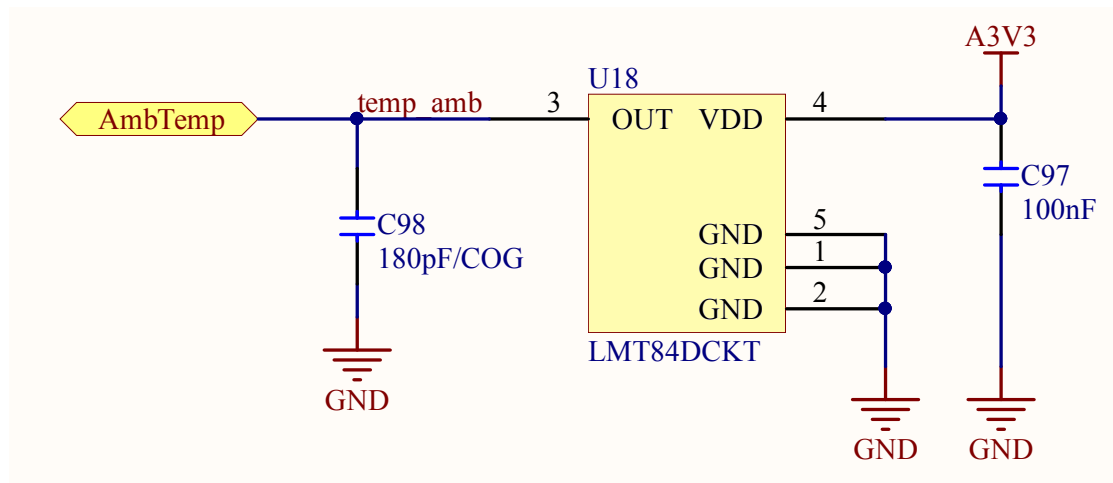 A3V3
U18
AmbTemp
temp_amb
3
OUT
VDD
4
C97
100nF
C98
180pF/COG
GND
5
GND
1
GND
2
LMT84DCKT
GND
GND
GND